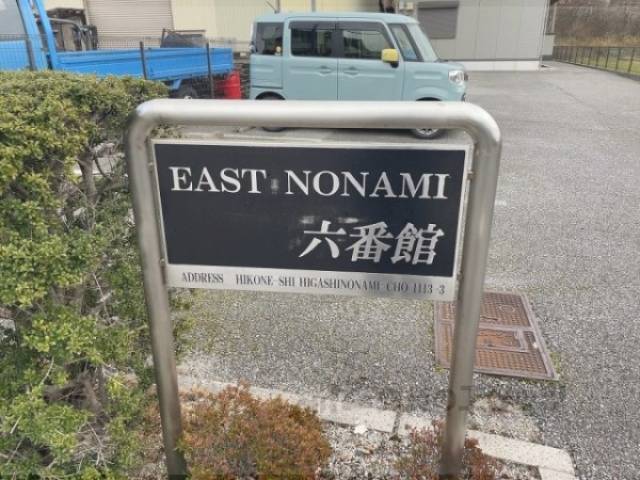 EAST NONAMI
六番館
ADDRESS HIKONE-SHI HIGASHINONAMI-CHO 1113-3